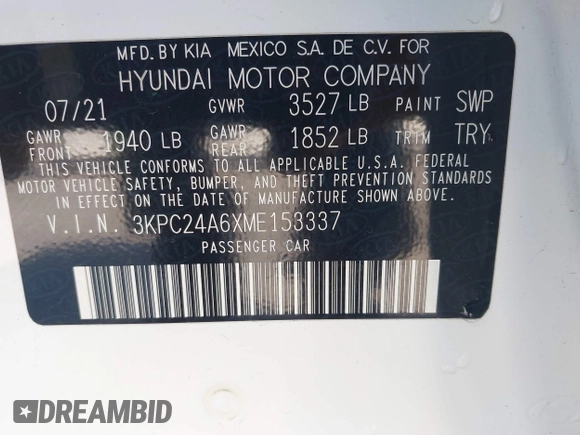 MFD. BY KIA MEXICO S.A. DE C.V. FOR
HYUNDAI MOTOR COMPANY
07/21 GVWR 3527 LB PAINT SWP
GAWR FRONT 1940 LB GAWR REAR 1852 LB TRIM TRY
THIS VEHICLE CONFORMS TO ALL APPLICABLE U.S.A. FEDERAL
MOTOR VEHICLE SAFETY, BUMPER, AND THEFT PREVENTION STANDARDS
IN EFFECT ON THE DATE OF MANUFACTURE SHOWN ABOVE.
V.I.N. 3KPC24A6XME153337
PASSENGER CAR
DREAMBID